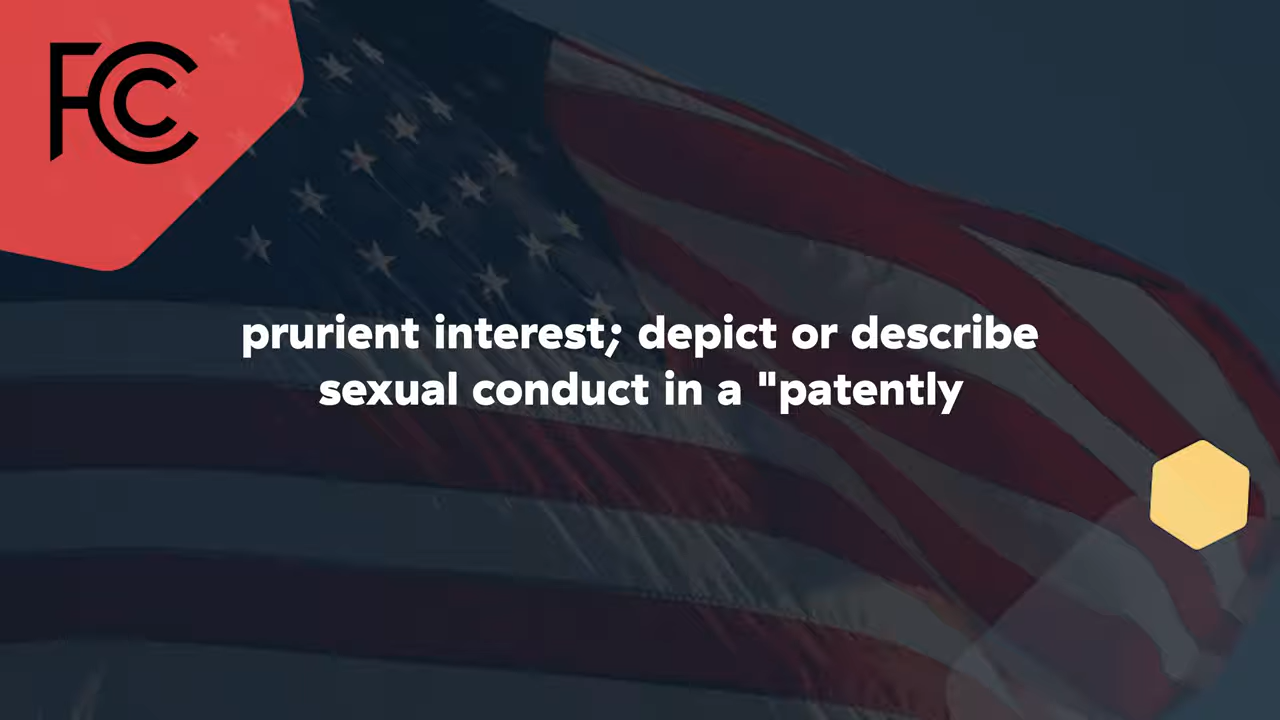 FCC
prurient interest; depict or describe
sexual conduct in a "patently